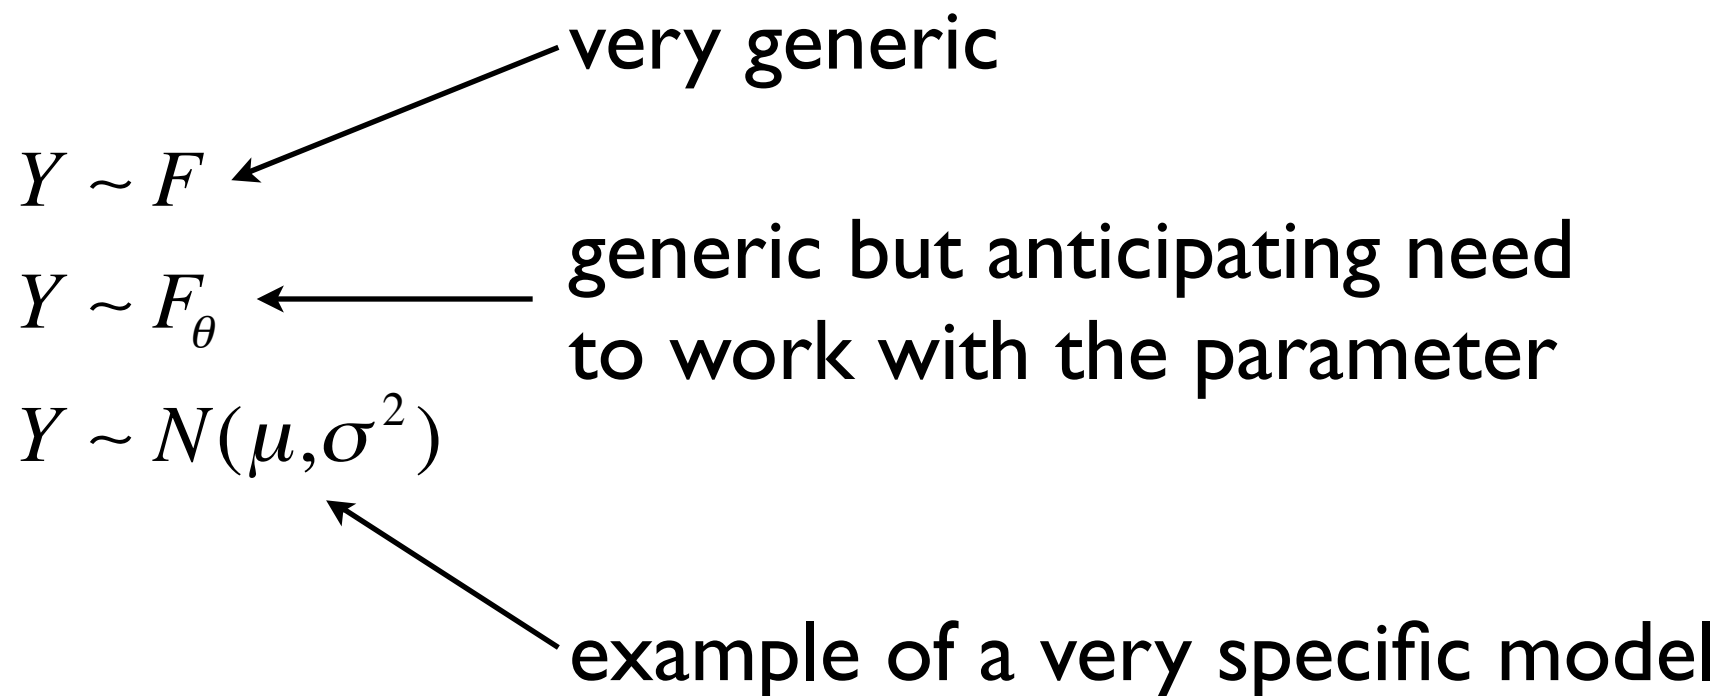 very generic
Y ~ F
generic but anticipating need
Y ~ F_θ
to work with the parameter
Y ~ N(μ,σ²)
example of a very specific model